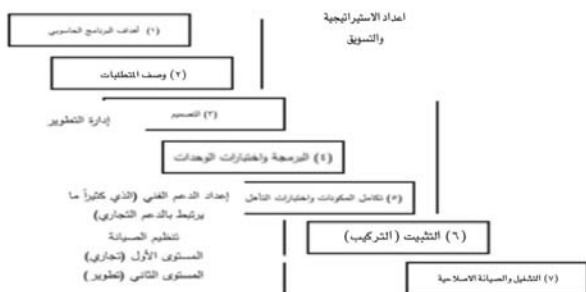 اعداد الاستيراتيجية
والتسويق
(١) أهداف البرنامج الحاسوبي
(٢) وصف المتطلبات
(٣) التصميم
إدارة التطوير
(٤) البرمجة واختبارات الوحدات
(٥) تكامل المكونات واختبارات التأهل
إعداد الدعم الفني (الذي كثيراً ما
يرتبط بالدعم التجاري)
تنظيم الصيانة
المستوى الأول (تجاري)
المستوى الثاني (تطوير)
(٦) التثبيت (التركيب)
(٧) التشغيل والصيانة الاصلاحية